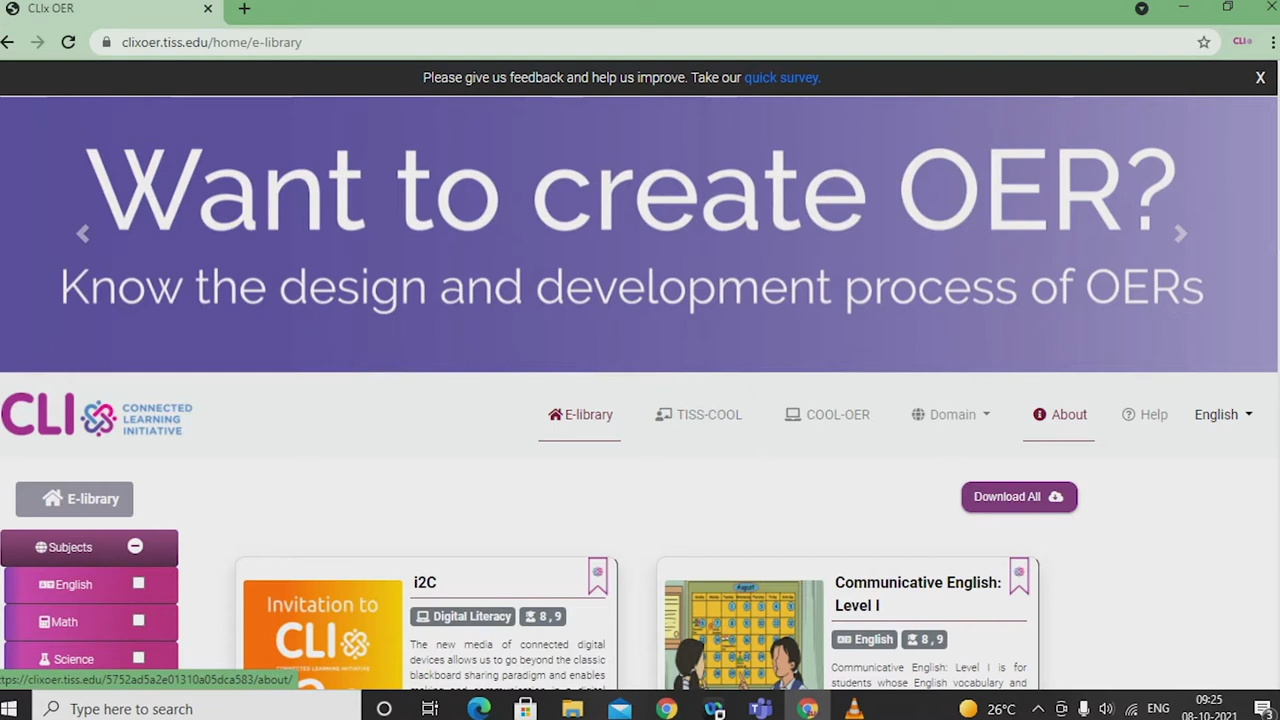 CLIx OER
clixoer.tiss.edu/home/e-library
CLI
Please give us feedback and help us improve. Take our quick survey.
X
Want to create OER?
Know the design and development process of OERs
CLI CONNECTED
LEARNING
INITIATIVE
E-library
TISS-COOL
COOL-OER
Domain
About
Help
English
E-library
Download All
Subjects
English
Math
Science
i2C
Digital Literacy
8 , 9
Invitation to
CLI
The new media of connected digital
devices allows us to go beyond the classic
blackboard sharing paradigm and enables
August
Communicative English:
Level I
English
8 , 9
Communicative English: Level I is for
students whose English vocabulary and
ttps://clixoer.tiss.edu/5752ad5a2e01310a05dca583/about/
Type here to search
26°C
ENG
09:25
08-10-2021